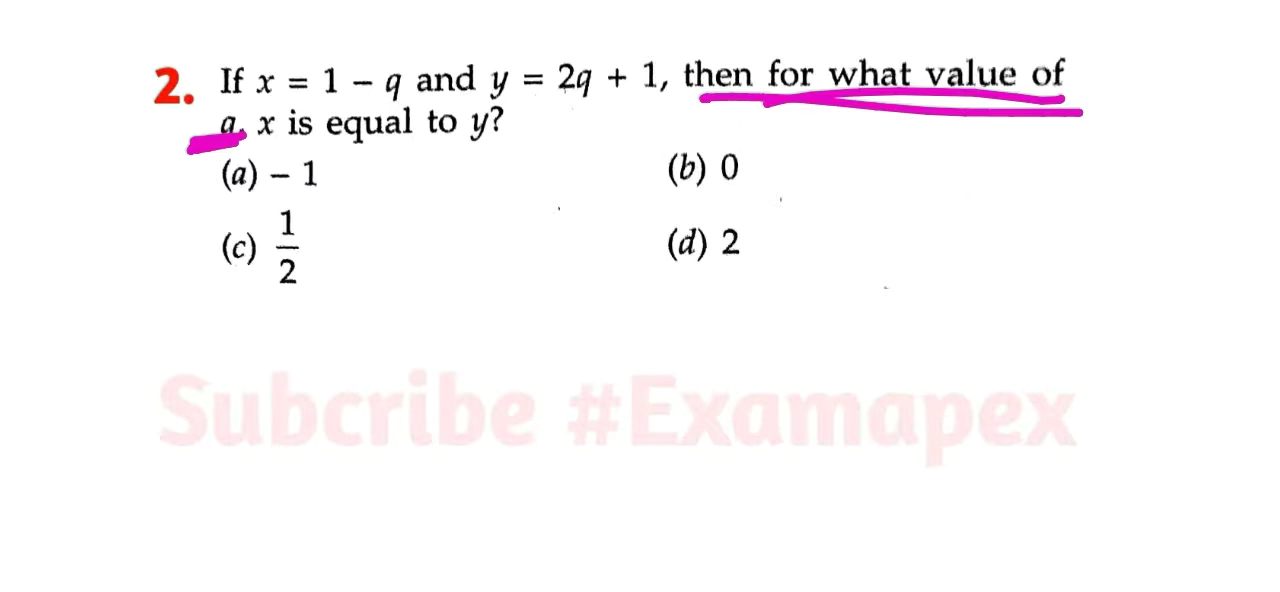 2. If x = 1 – q and y = 2q + 1, then for what value of
q, x is equal to y?
(a) – 1 (b) 0
(c) 1/2 (d) 2
Subcribe #Examapex